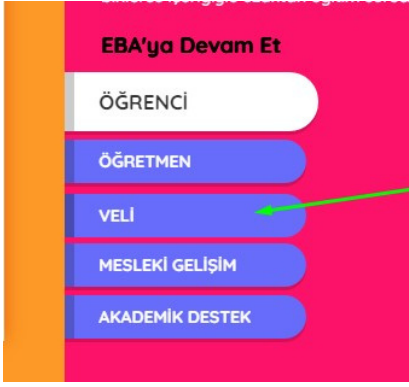 EBA'ya Devam Et
ÖĞRENCİ
ÖĞRETMEN
VELİ
MESLEKİ GELİŞİM
AKADEMİK DESTEK